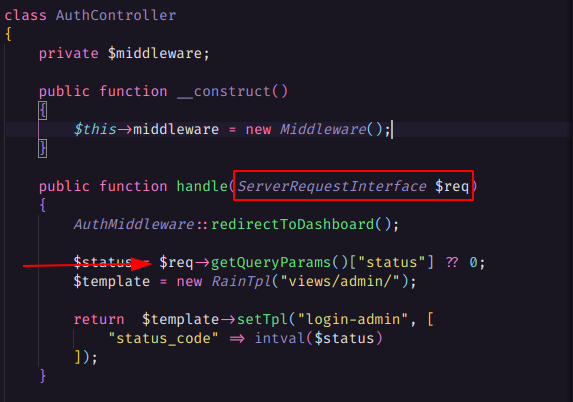 class AuthController
{
    private $middleware;

    public function __construct()
    {
        $this->middleware = new Middleware();
    }

    public function handle(ServerRequestInterface $req)
    {
        AuthMiddleware::redirectToDashboard();

        $status = $req->getQueryParams()["status"] ?? 0;
        $template = new RainTpl("views/admin/");

        return  $template->setTpl("login-admin", [
            "status_code" => intval($status)
        ]);
    }